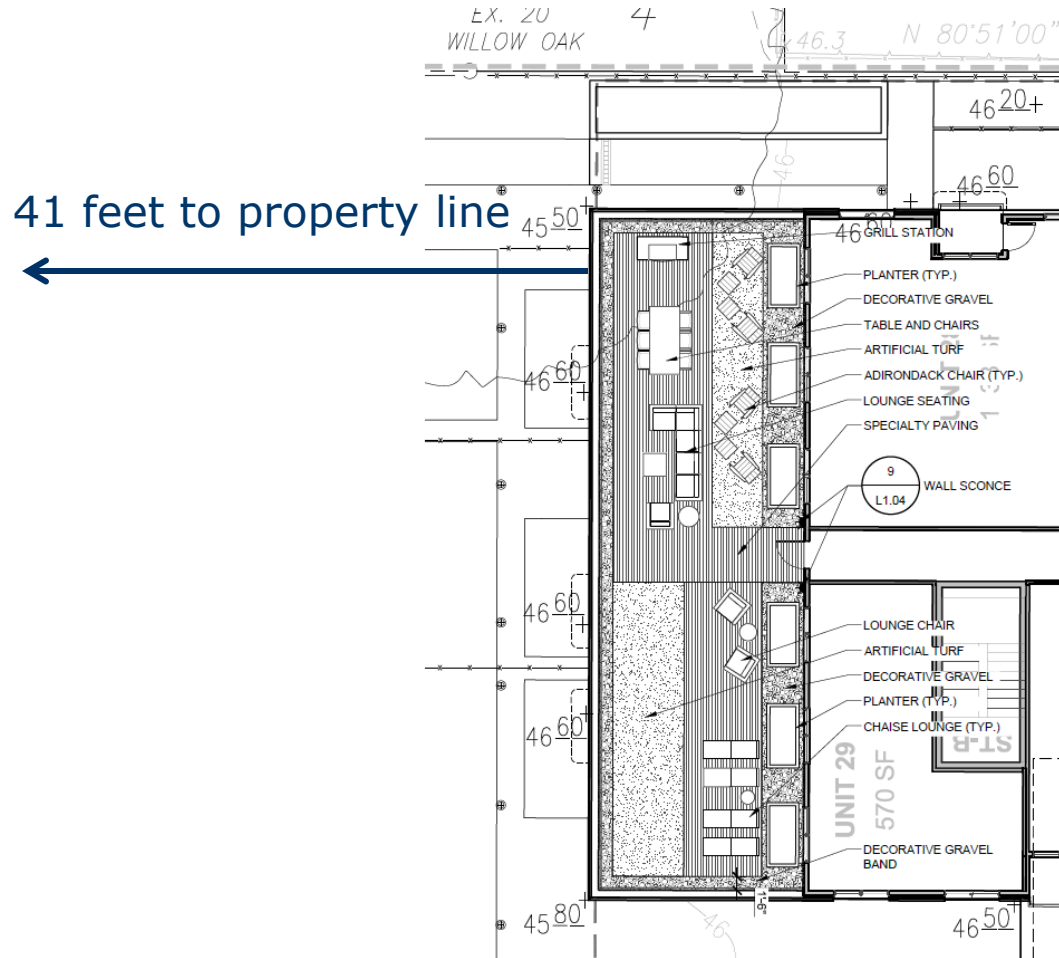 EX. 20
WILLOW OAK
4
46.3
N 80°51'00"
46 20+
46 60
46
41 feet to property line
45 50
46 6
GRILL STATION
PLANTER (TYP.)
DECORATIVE GRAVEL
TABLE AND CHAIRS
ARTIFICIAL TURF
ADIRONDACK CHAIR (TYP.)
LOUNGE SEATING
SPECIALTY PAVING
46 60
9
L1.04
WALL SCONCE
46 60
LOUNGE CHAIR
ARTIFICIAL TURF
DECORATIVE GRAVEL
PLANTER (TYP.)
CHAISE LOUNGE (TYP.)
46 60
ST-B
UNIT 29
570 SF
DECORATIVE GRAVEL
BAND
1'-6"
45 80
46
46 50